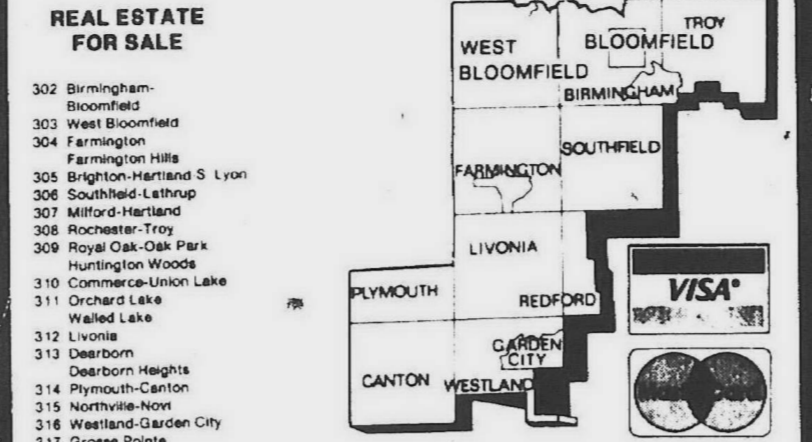 REAL ESTATE
FOR SALE
302 Birmingham-
Bloomfield
303 West Bloomfield
304 Farmington
Farmington Hills
305 Brighton-Hartland S Lyon
306 Southfield-Lathrup
307 Milford-Hartland
308 Rochester-Troy
309 Royal Oak-Oak Park
Huntington Woods
310 Commerce-Union Lake
311 Orchard Lake
Walled Lake
312 Livonia
313 Dearborn
Dearborn Heights
314 Plymouth-Canton
315 Northville-Novi
316 Westland-Garden City
317 Grosse Pointe
TROY
WEST
BLOOMFIELD
BLOOMFIELD
BIRMINGHAM
SOUTHFIELD
FARMINGTON
LIVONIA
PLYMOUTH
REDFORD
GARDEN
CITY
CANTON
WESTLAND
VISA®